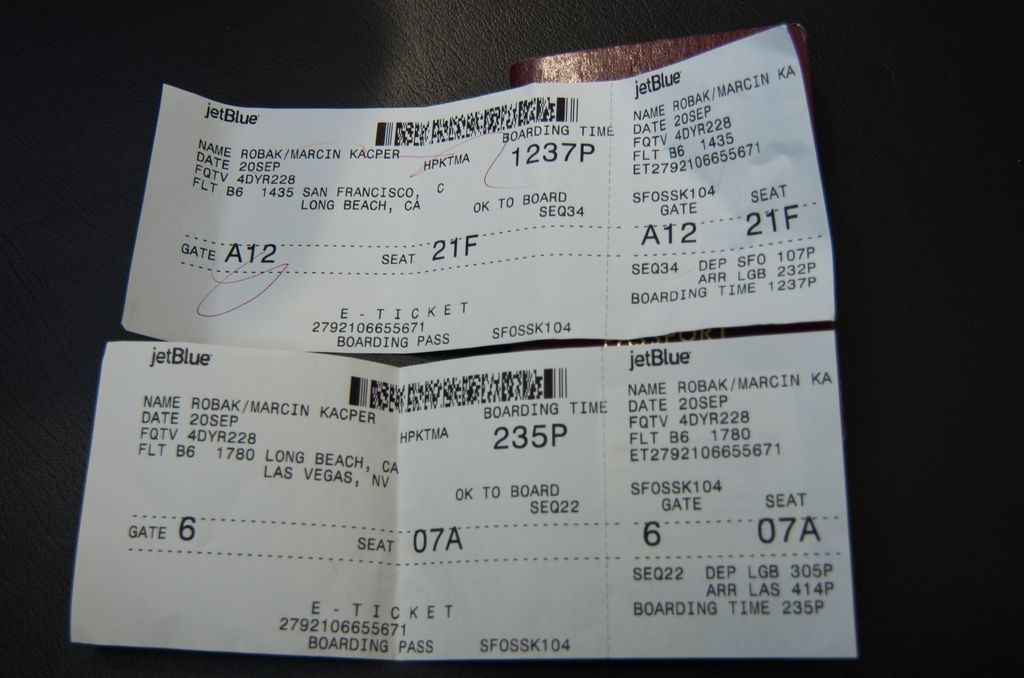 jetBlue
BOARDING TIME
NAME ROBAK/MARCIN KACPER
DATE 20SEP
HPKTMA
1237P
FQTV 4DYR228
FLT B6 1435 SAN FRANCISCO, C
LONG BEACH, CA
OK TO BOARD
SEQ34
GATE A12 SEAT 21F
E-TICKET
2792106655671
BOARDING PASS SFOSSK104
jetBlue
NAME ROBAK/MARCIN KA
DATE 20SEP
FQTV 4DYR228
FLT B6 1435
ET2792106655671
SFOSSK104
GATE SEAT
A12 21F
SEQ34 DEP SFO 107P
ARR LGB 232P
BOARDING TIME 1237P
PASSPORT
jetBlue
BOARDING TIME
NAME ROBAK/MARCIN KACPER
DATE 20SEP
HPKTMA
235P
FQTV 4DYR228
FLT B6 1780 LONG BEACH, CA
LAS VEGAS, NV
OK TO BOARD
SEQ22
GATE 6 SEAT 07A
E-TICKET
2792106655671
BOARDING PASS SFOSSK104
jetBlue
NAME ROBAK/MARCIN KA
DATE 20SEP
FQTV 4DYR228
FLT B6 1780
ET2792106655671
SFOSSK104
GATE SEAT
6 07A
SEQ22 DEP LGB 305P
ARR LAS 414P
BOARDING TIME 235P